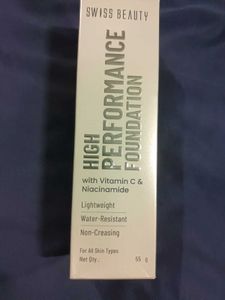 SWISS BEAUTY
HIGH
PERFORMANCE
FOUNDATION
with Vitamin C &
Niacinamide
Lightweight
Water-Resistant
Non-Creasing
For All Skin Types
Net Qty. 55 g